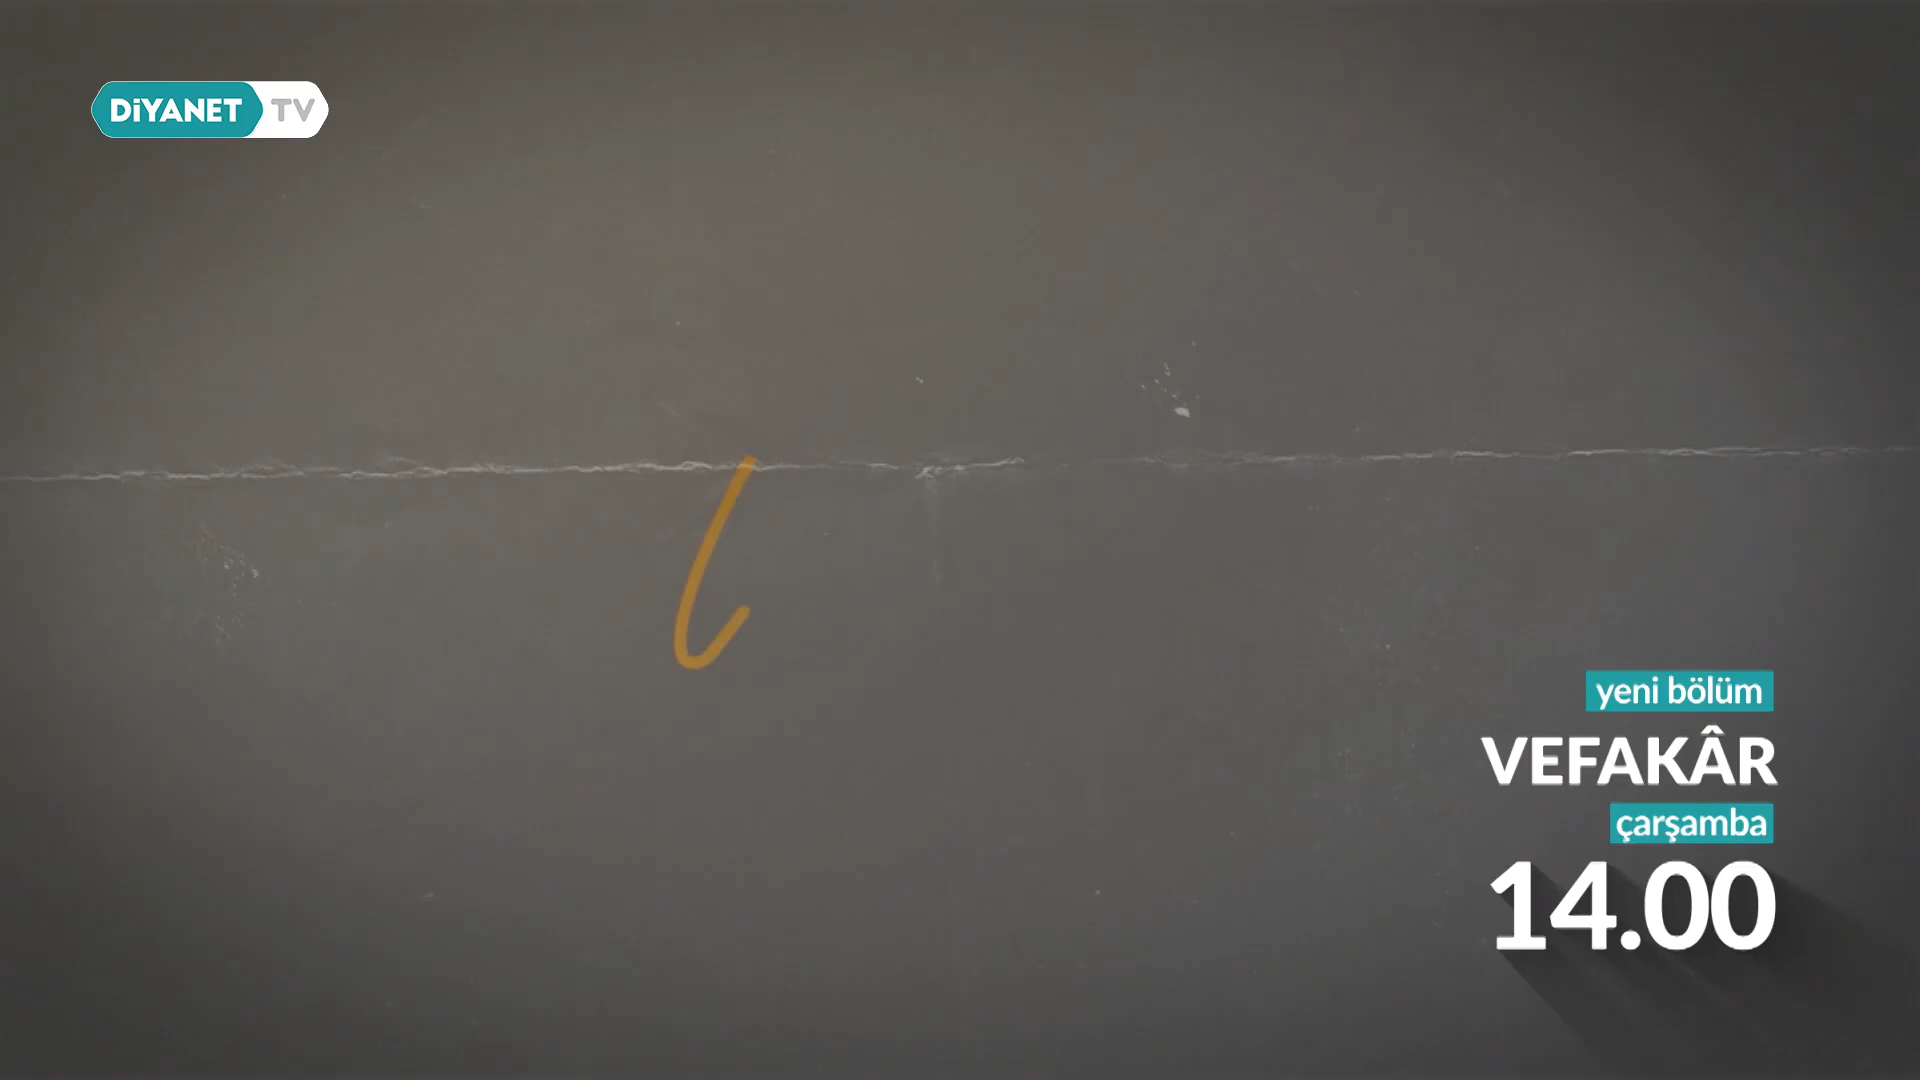 DİYANET TV
yeni bölüm
VEFAKÂR
çarşamba
14.00